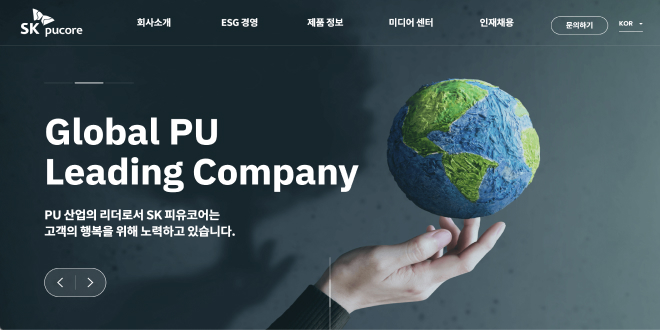 SK pucore
회사소개
ESG 경영
제품 정보
미디어 센터
인재채용
문의하기
KOR
Global PU
Leading Company
PU 산업의 리더로서 SK 피유코어는
고객의 행복을 위해 노력하고 있습니다.